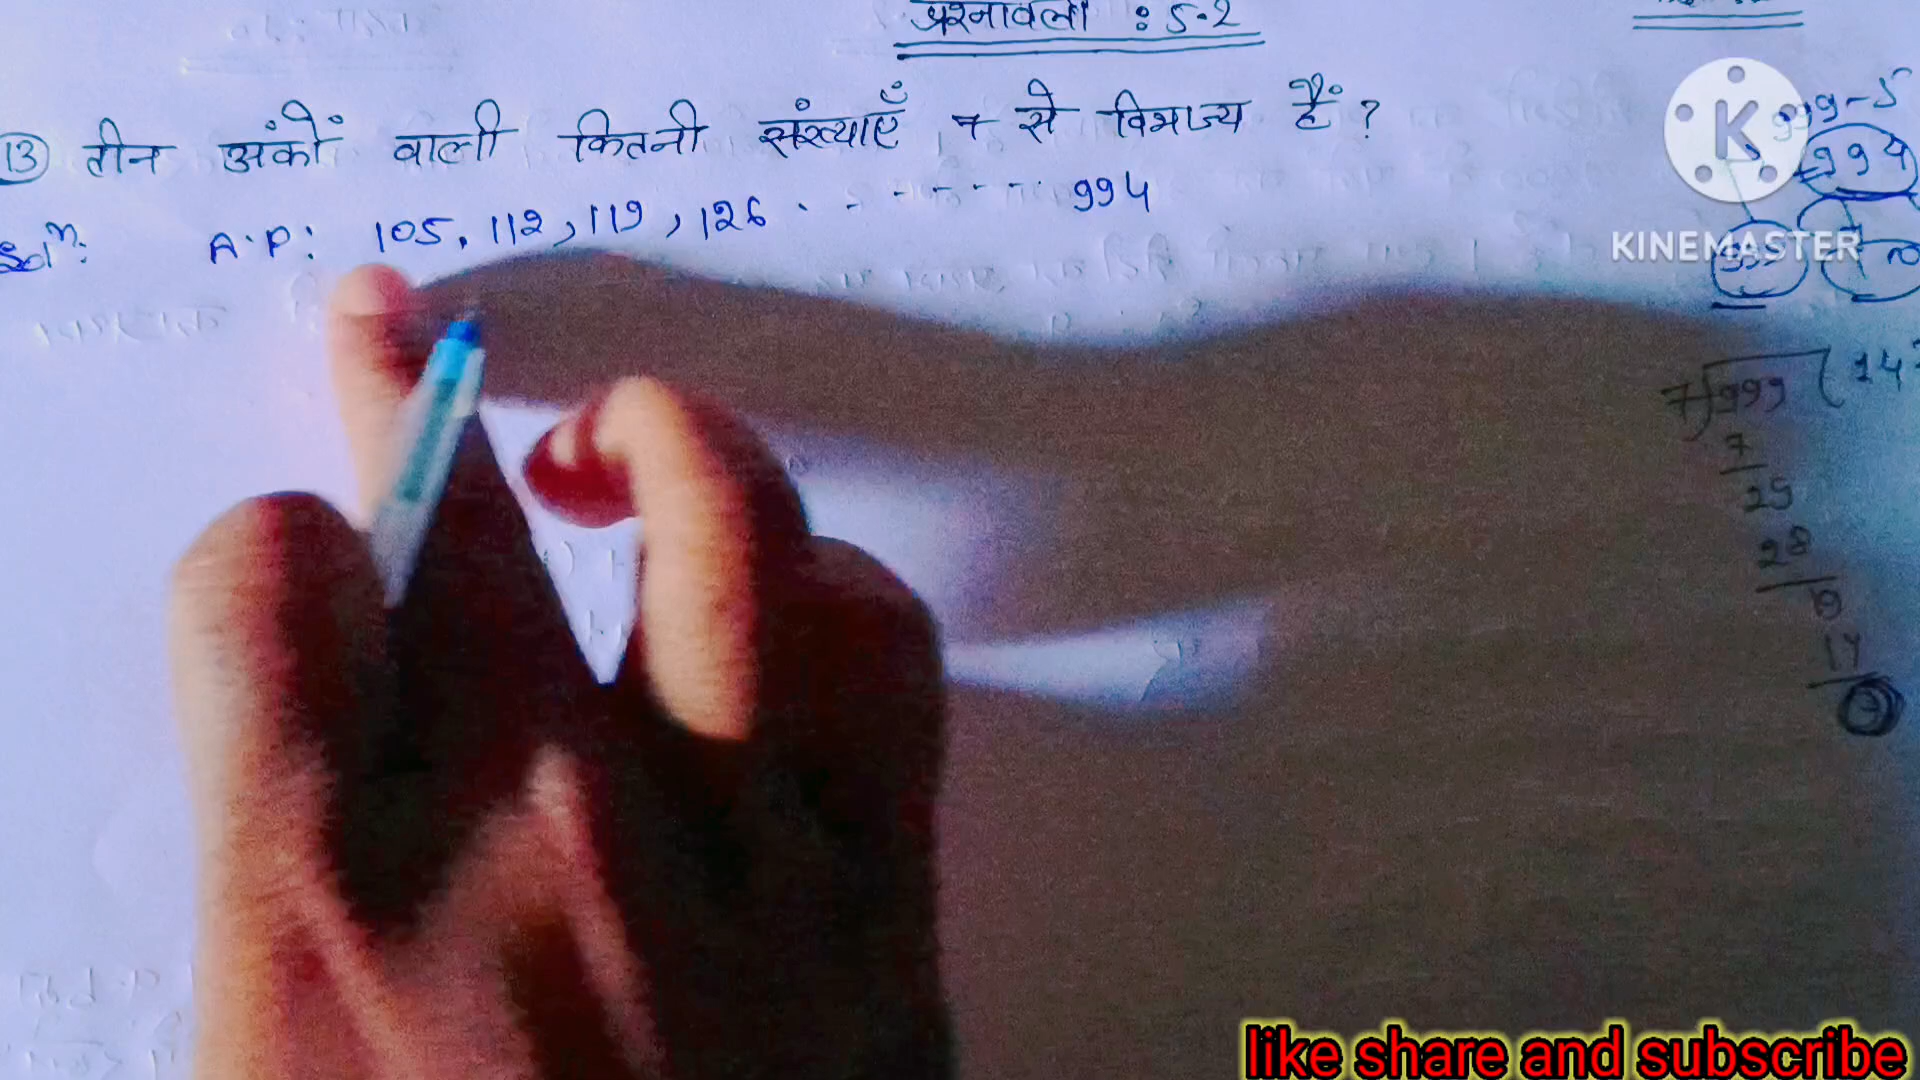 प्रश्नावली : 5.2
13 तीन अंकों वाली कितनी संख्याएँ 7 से विभाज्य हैं ?
Solⁿ: A.P: 105, 112, 119, 126 . - - - - - 994
999-5
994
KINEMASTER
7)999(14
7
29
28
19
14
like share and subscribe